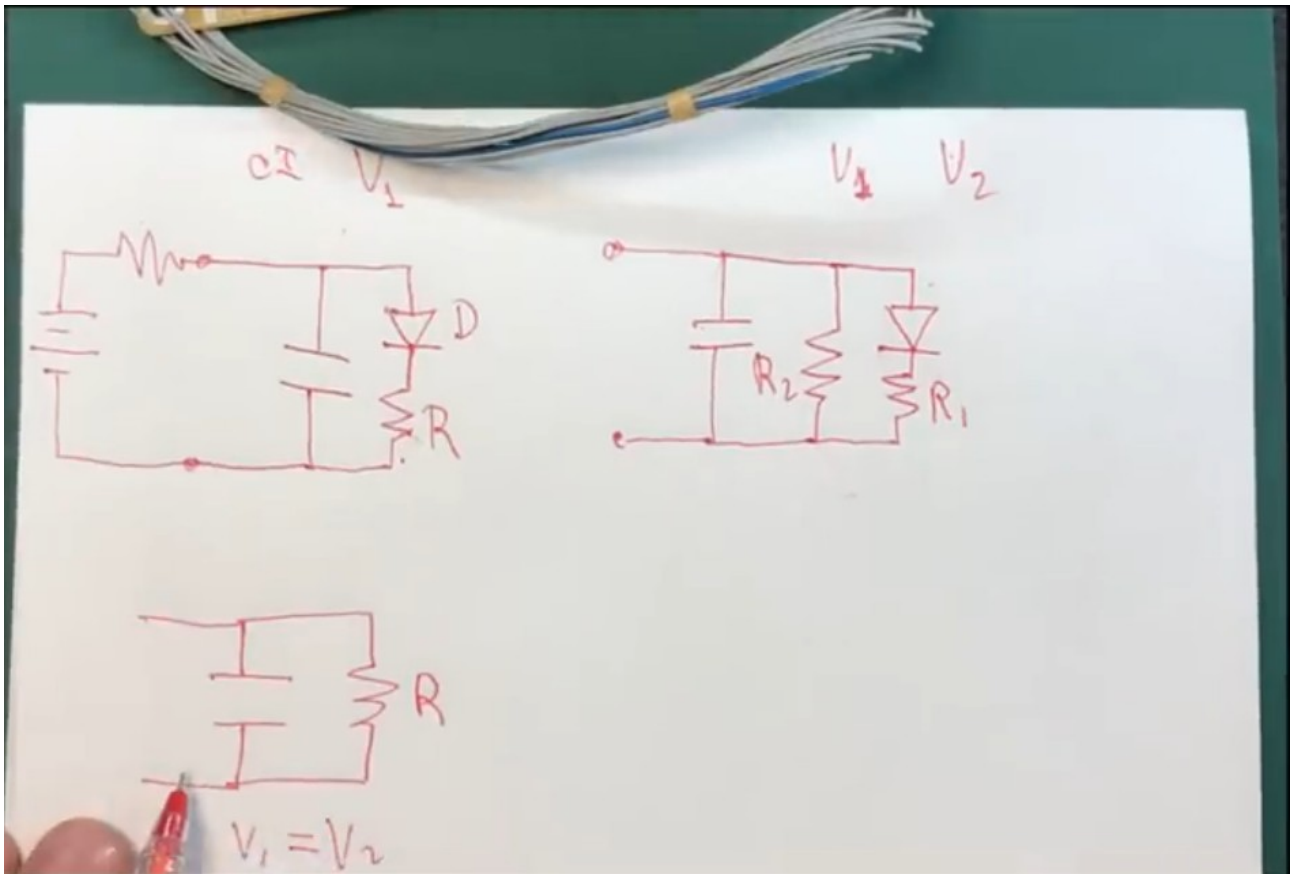 CI V₁
V₁ V₂
D
R
R₂
R₁
R
V₁ = V₂